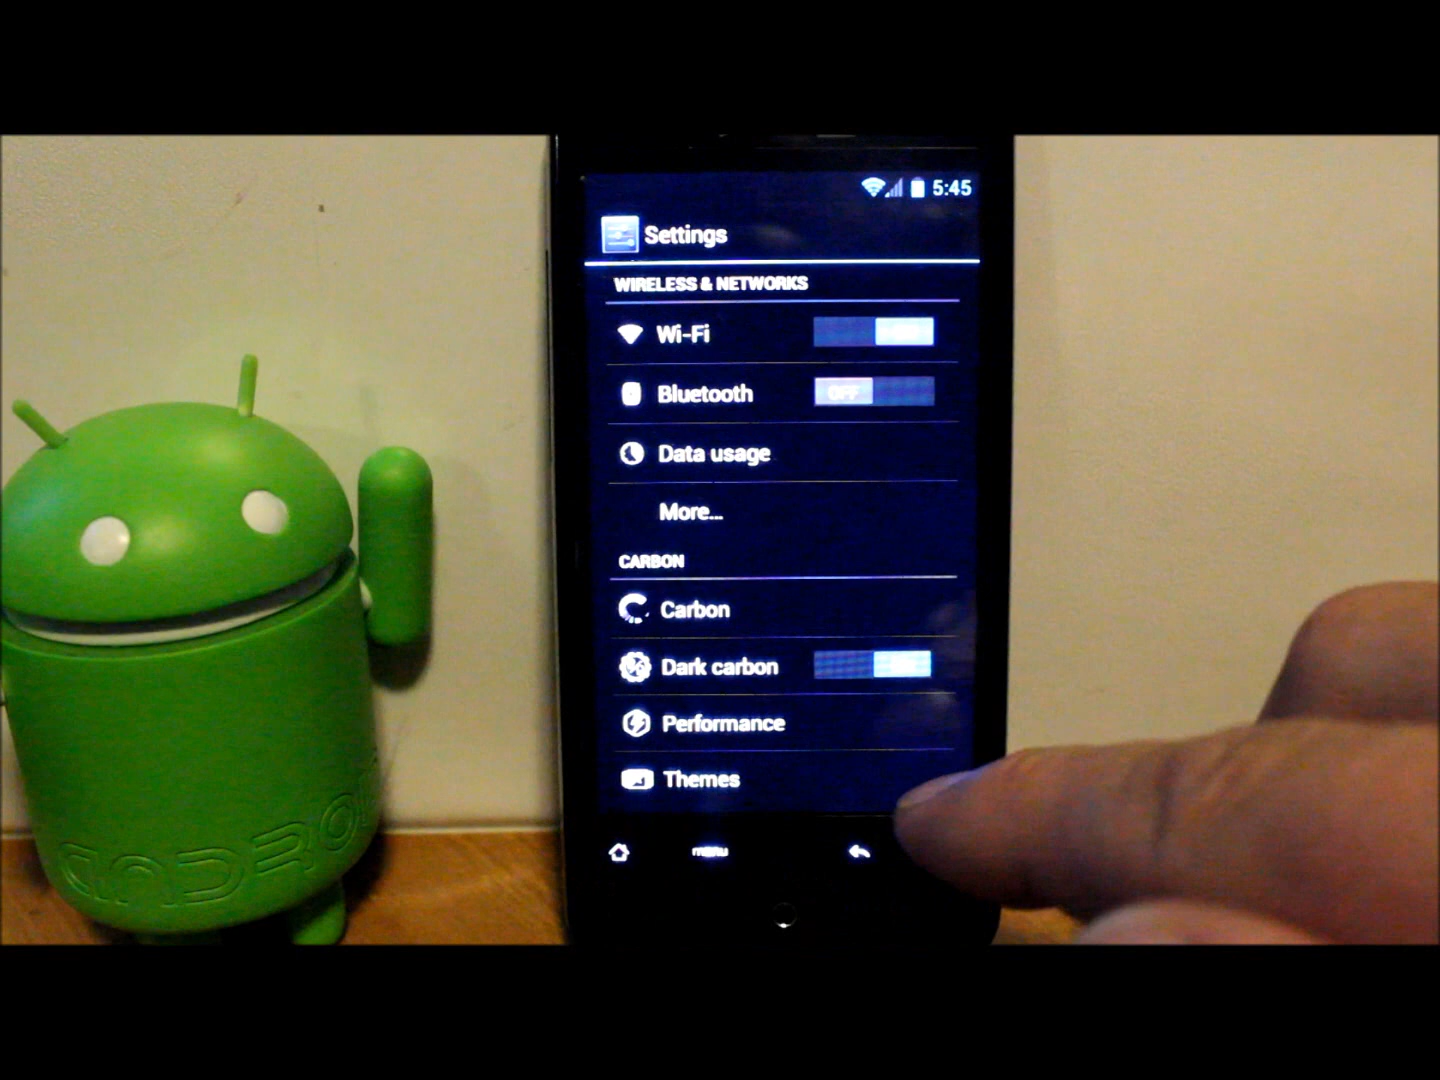 5:45
Settings
WIRELESS & NETWORKS
Wi-Fi
Bluetooth OFF
Data usage
More...
CARBON
Carbon
Dark carbon
Performance
Themes
menu
ANDRO